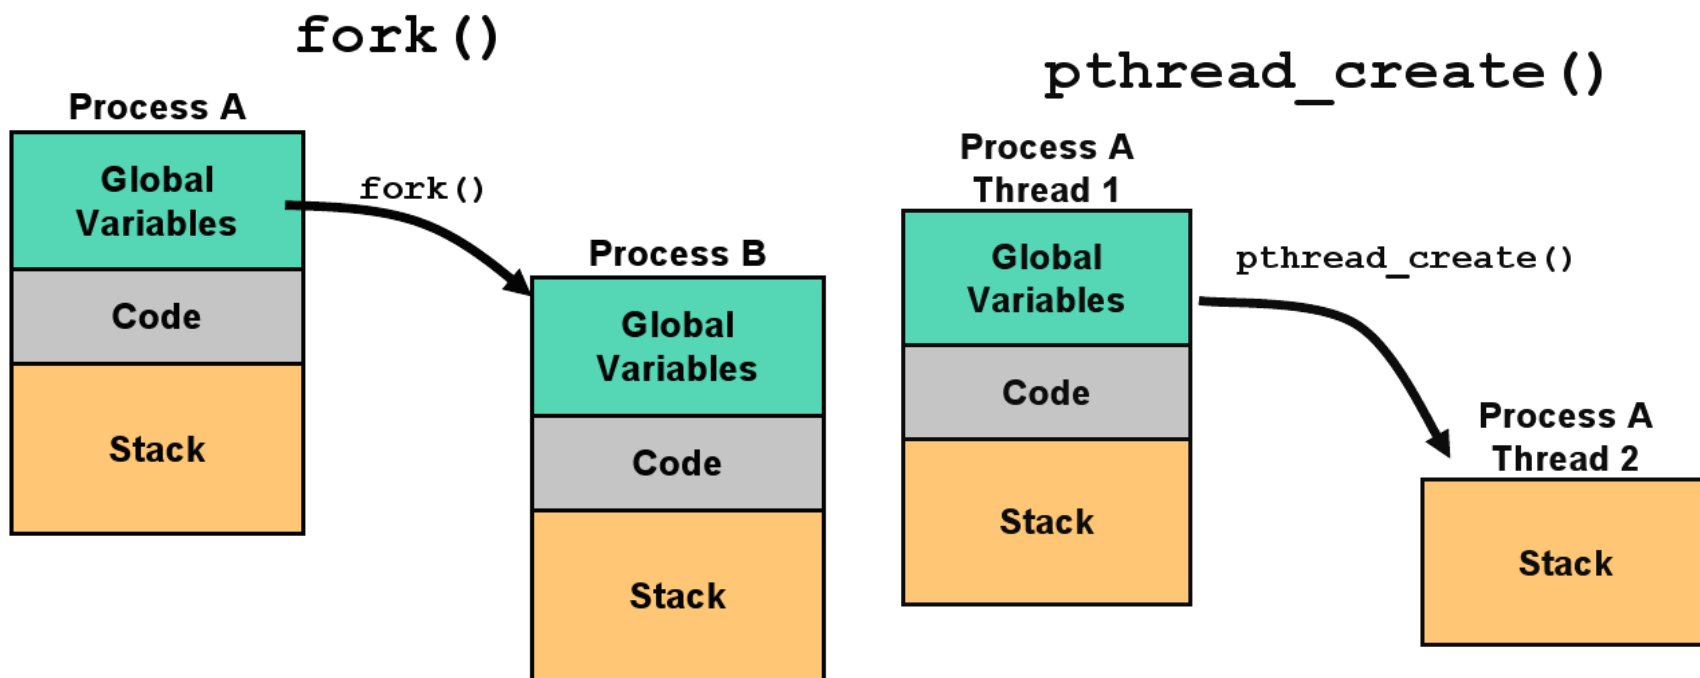 fork()
Process A
Global
Variables
Code
Stack
fork()
Process B
Global
Variables
Code
Stack
pthread_create()
Process A
Thread 1
Global
Variables
Code
Stack
pthread_create()
Process A
Thread 2
Stack